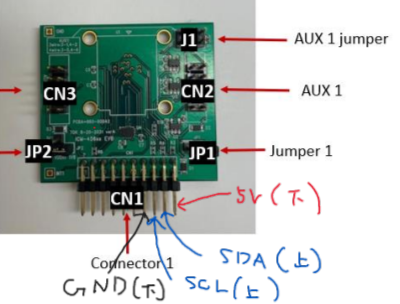 J1
AUX 1 jumper
CN3
CN2
AUX 1
JP2
JP1
Jumper 1
CN1
5V (下)
Connector 1
SDA (上)
GND (下)
SCL (上)